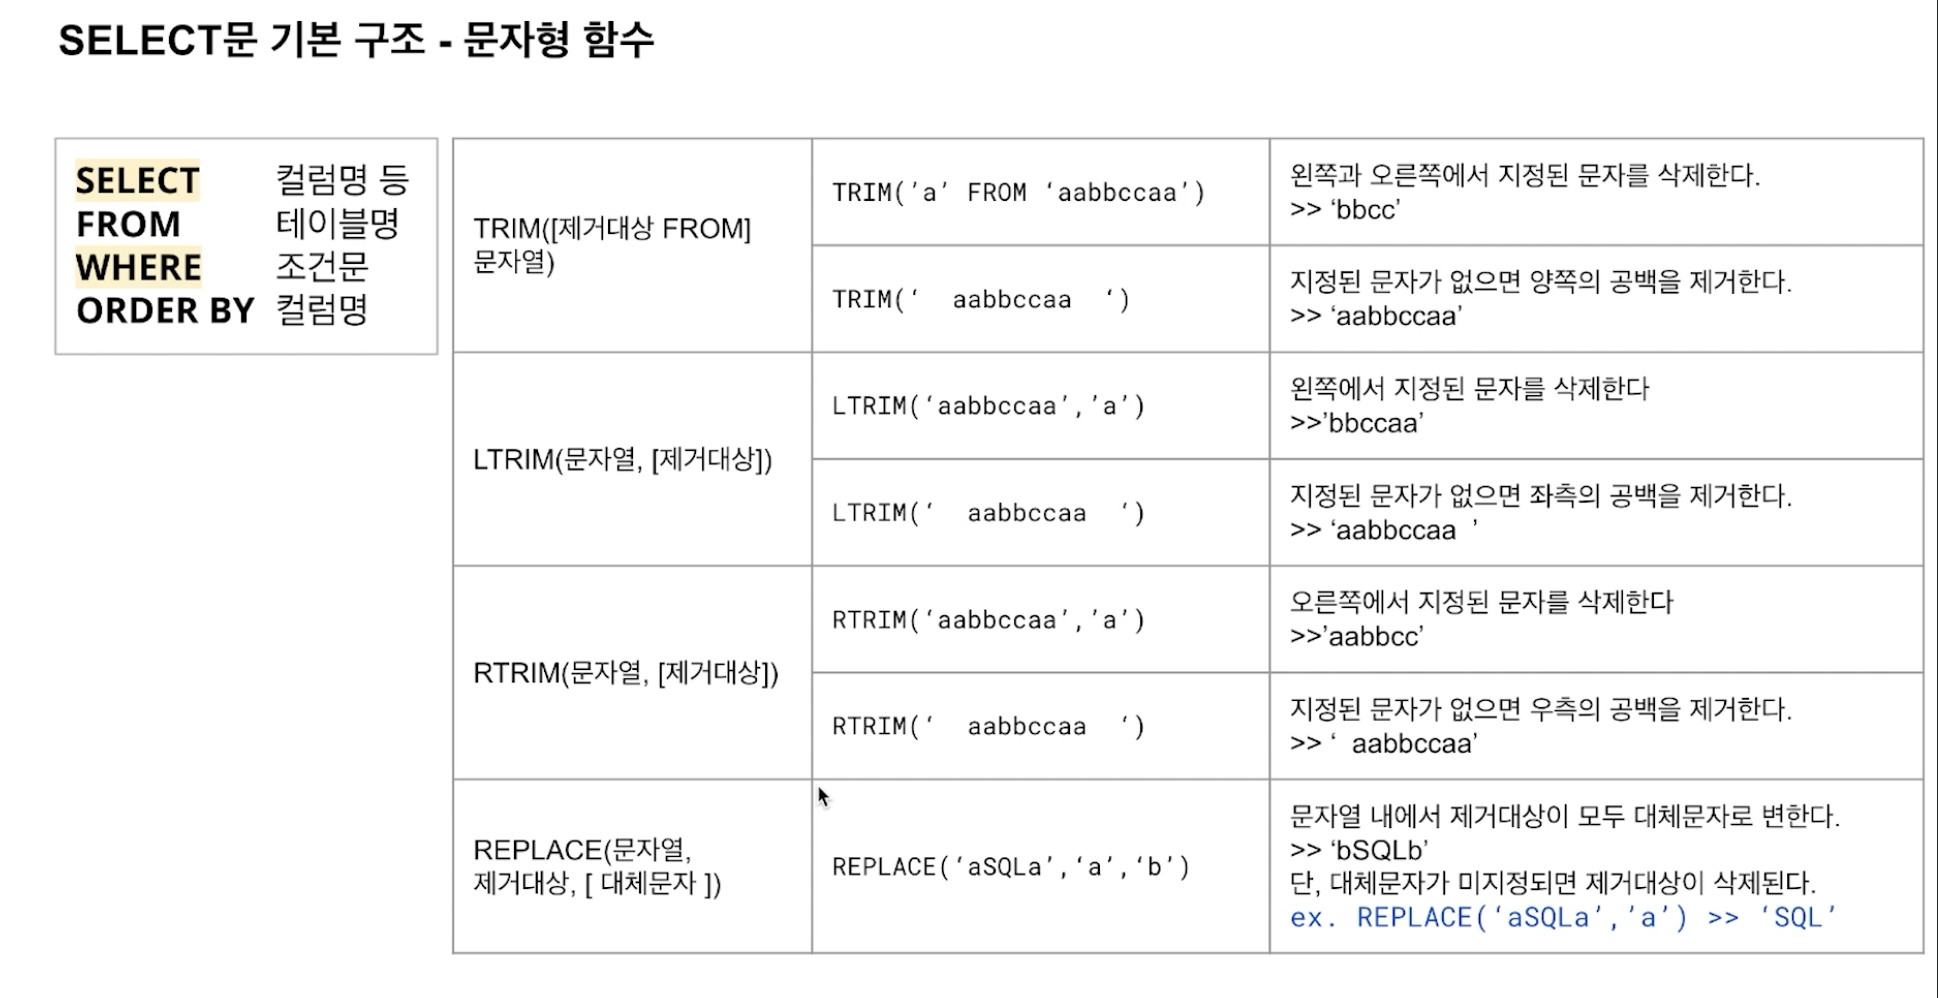 SELECT문 기본 구조 - 문자형 함수
SELECT 컬럼명 등
FROM 테이블명
WHERE 조건문
ORDER BY 컬럼명
TRIM([제거대상 FROM]
문자열)
TRIM(’a’ FROM ‘aabbccaa’)
왼쪽과 오른쪽에서 지정된 문자를 삭제한다.
>> ‘bbcc’
TRIM(‘  aabbccaa  ‘)
지정된 문자가 없으면 양쪽의 공백을 제거한다.
>> ‘aabbccaa’
LTRIM(문자열, [제거대상])
LTRIM(‘aabbccaa’,’a’)
왼쪽에서 지정된 문자를 삭제한다
>>’bbccaa’
LTRIM(‘  aabbccaa  ‘)
지정된 문자가 없으면 좌측의 공백을 제거한다.
>> ‘aabbccaa  ’
RTRIM(문자열, [제거대상])
RTRIM(‘aabbccaa’,’a’)
오른쪽에서 지정된 문자를 삭제한다
>>’aabbcc’
RTRIM(‘  aabbccaa  ‘)
지정된 문자가 없으면 우측의 공백을 제거한다.
>> ‘  aabbccaa’
REPLACE(문자열,
제거대상, [ 대체문자 ])
REPLACE(‘aSQLa’,‘a’,‘b’)
문자열 내에서 제거대상이 모두 대체문자로 변한다.
>> ‘bSQLb’
단, 대체문자가 미지정되면 제거대상이 삭제된다.
ex. REPLACE(‘aSQLa’,’a’) >> ‘SQL’